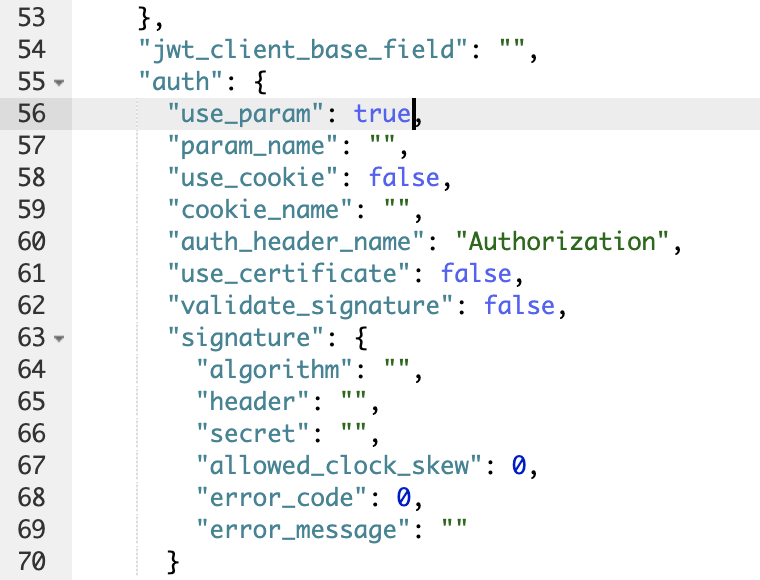 53 },
54 "jwt_client_base_field": "",
55 "auth": {
56 "use_param": true,
57 "param_name": "",
58 "use_cookie": false,
59 "cookie_name": "",
60 "auth_header_name": "Authorization",
61 "use_certificate": false,
62 "validate_signature": false,
63 "signature": {
64 "algorithm": "",
65 "header": "",
66 "secret": "",
67 "allowed_clock_skew": 0,
68 "error_code": 0,
69 "error_message": ""
70 }